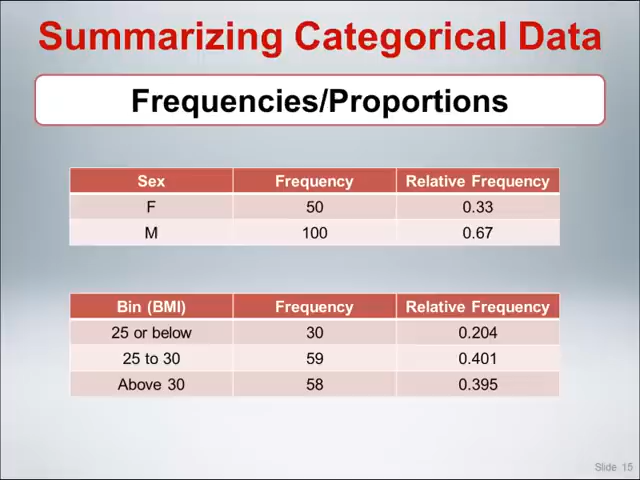 Summarizing Categorical Data
Frequencies/Proportions
Sex Frequency Relative Frequency
F 50 0.33
M 100 0.67
Bin (BMI) Frequency Relative Frequency
25 or below 30 0.204
25 to 30 59 0.401
Above 30 58 0.395
Slide 15